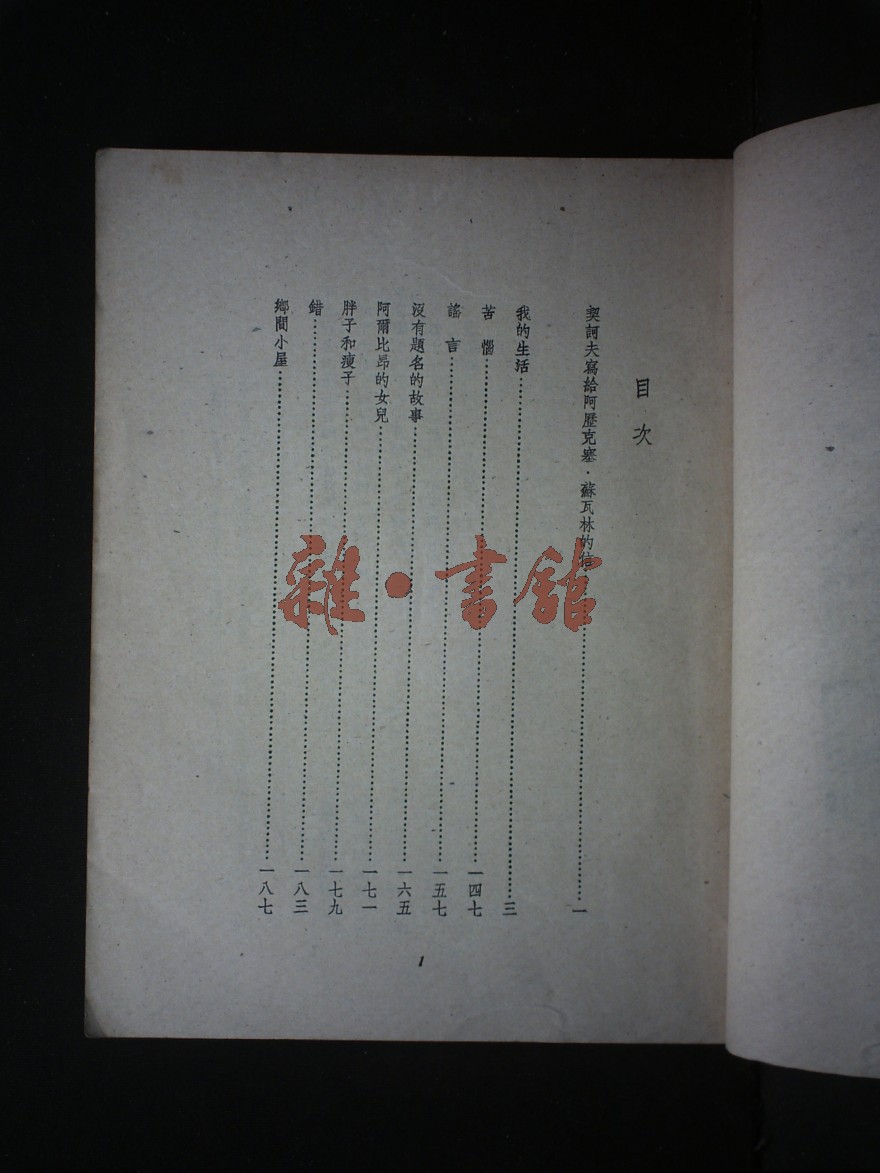 目次
契訶夫寫給阿歷克塞·蘇瓦林的信⋯⋯一
我的生活⋯⋯三
苦惱⋯⋯一四七
謠言⋯⋯一五七
沒有題名的故事⋯⋯一六五
阿爾比昂的女兒⋯⋯一七一
胖子和瘦子⋯⋯一七九
錯⋯⋯一八三
鄉間小屋⋯⋯一八七
1
雜·書館